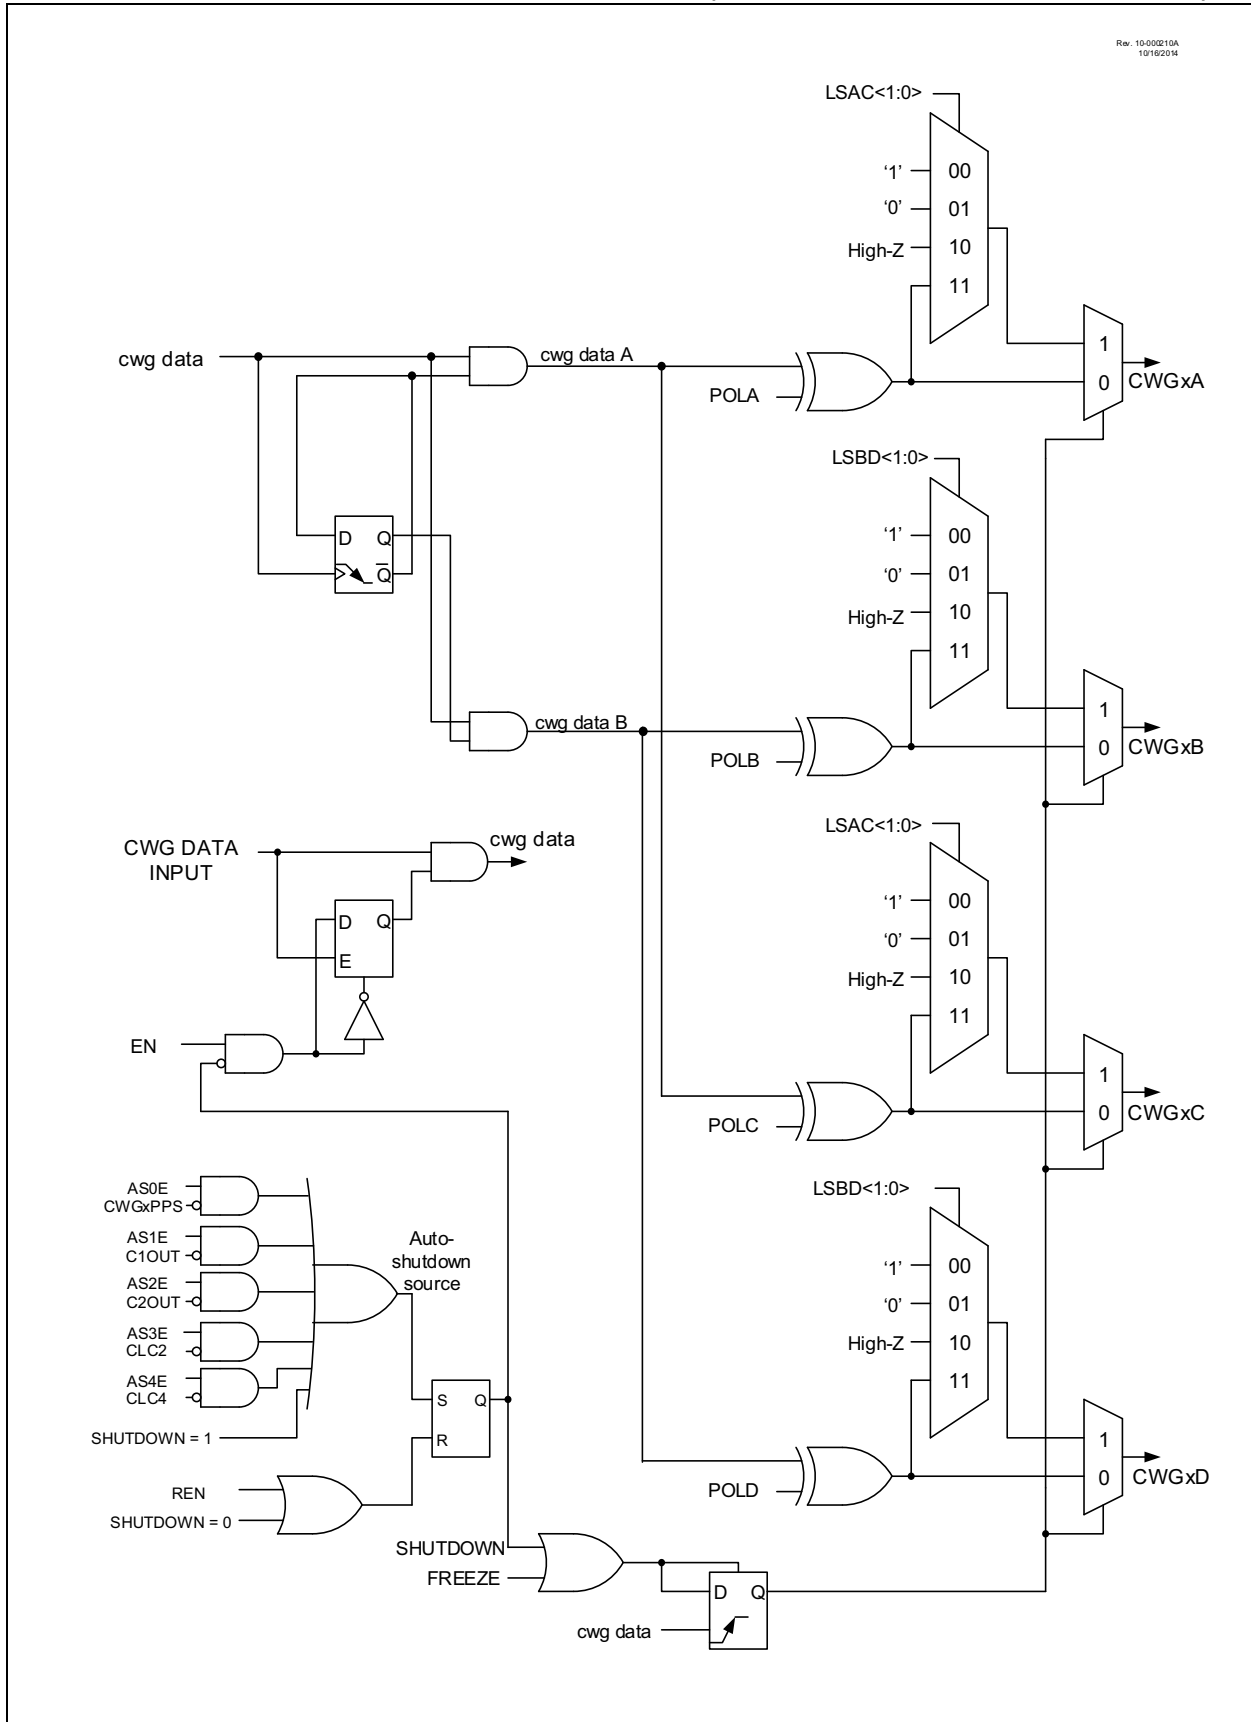 Rev. 10-000210A
10/16/2014
LSAC<1:0>
‘1’
00
‘0’
01
High-Z
10
11
cwg data
cwg data A
POLA
1
0
CWGxA
LSBD<1:0>
D
Q
Q
‘1’
00
‘0’
01
High-Z
10
11
cwg data B
POLB
1
0
CWGxB
CWG DATA
INPUT
cwg data
D
Q
E
EN
LSAC<1:0>
‘1’
00
‘0’
01
High-Z
10
11
POLC
1
0
CWGxC
AS0E
CWGxPPS
AS1E
C1OUT
AS2E
C2OUT
AS3E
CLC2
AS4E
CLC4
SHUTDOWN = 1
Auto-
shutdown
source
S
Q
R
REN
SHUTDOWN = 0
LSBD<1:0>
‘1’
00
‘0’
01
High-Z
10
11
POLD
1
0
CWGxD
SHUTDOWN
FREEZE
D
Q
cwg data